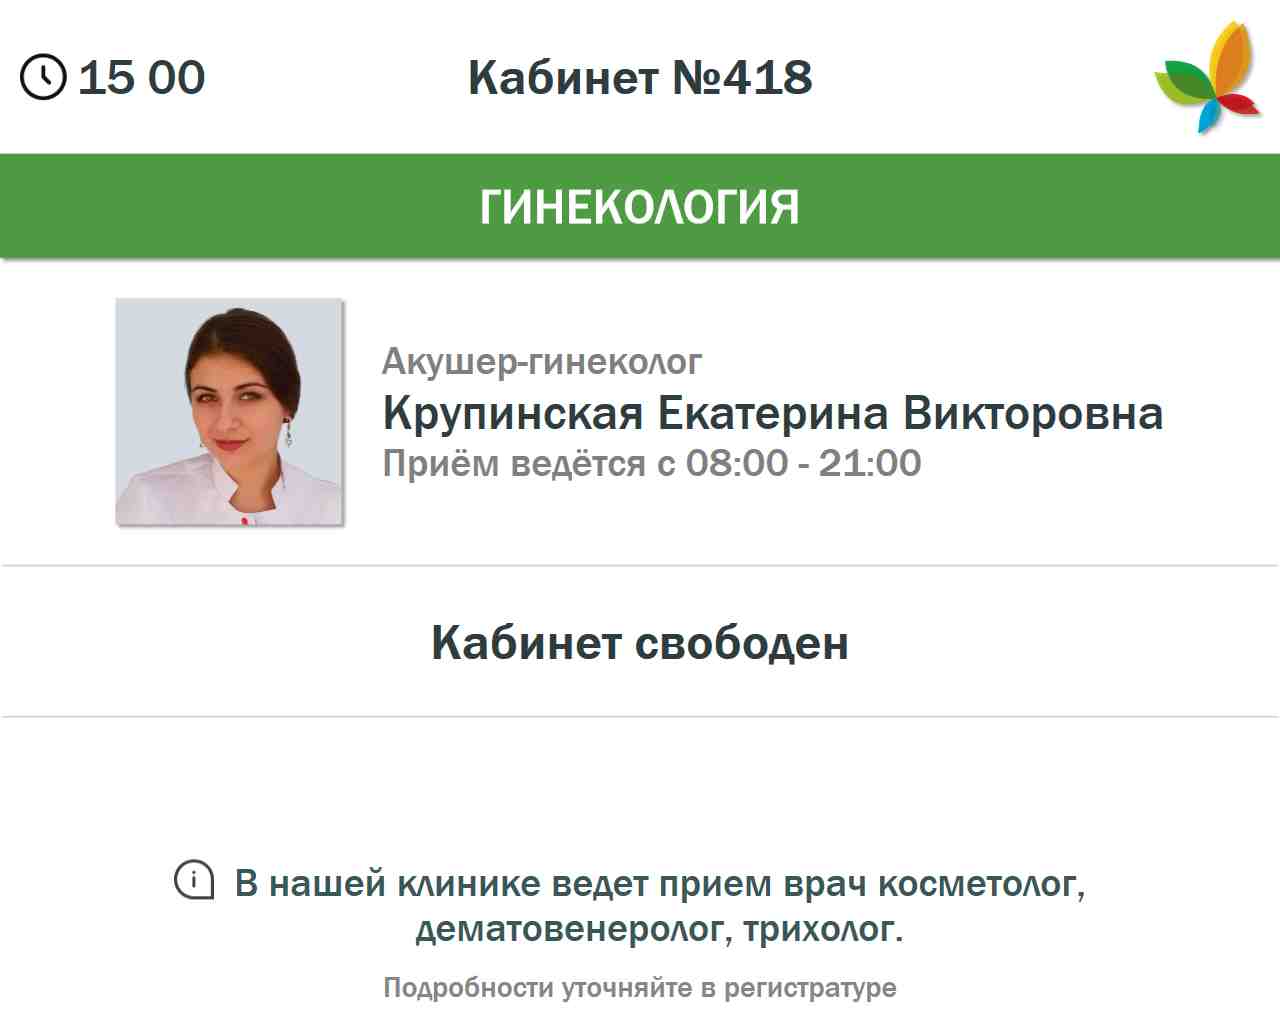 15 00
Кабинет №418
ГИНЕКОЛОГИЯ
Акушер-гинеколог
Крупинская Екатерина Викторовна
Приём ведётся с 08:00 - 21:00
Кабинет свободен
В нашей клинике ведет прием врач косметолог,
дематовенеролог, трихолог.
Подробности уточняйте в регистратуре